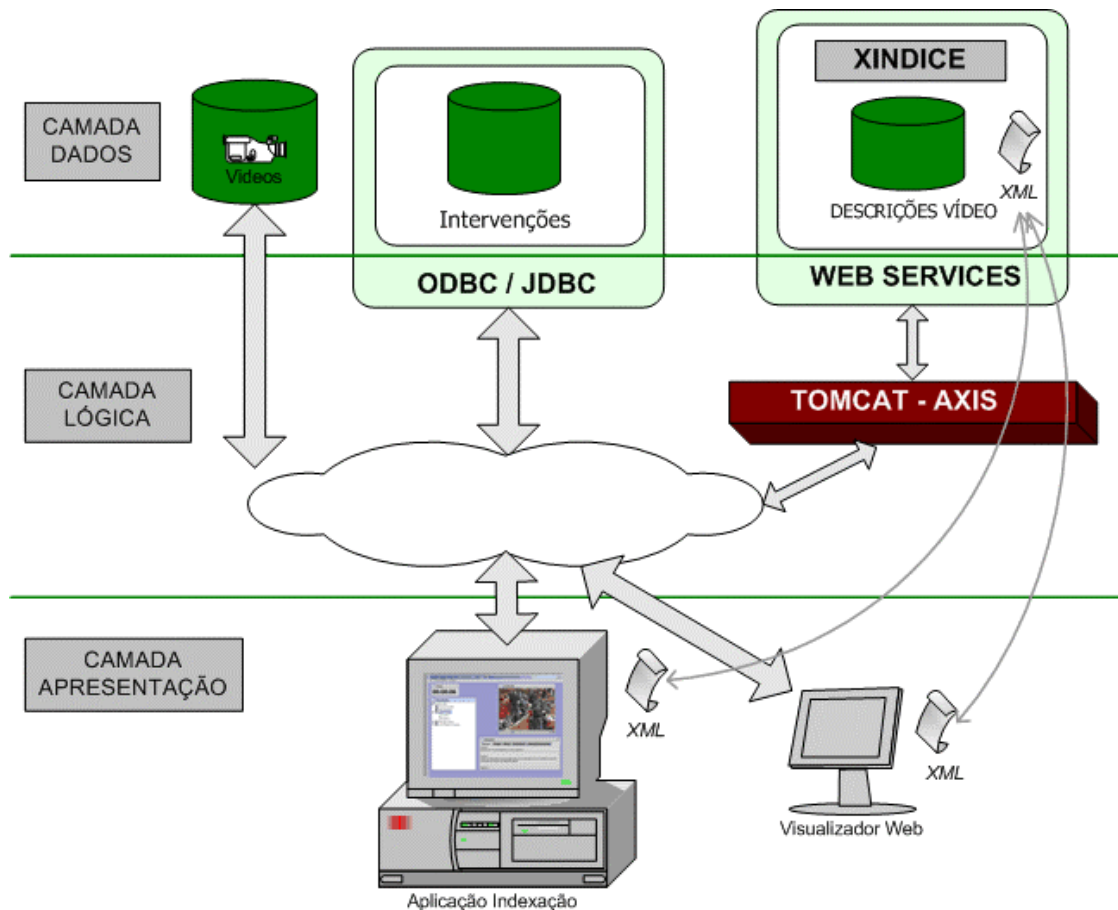 XINDICE
CAMADA
DADOS
Videos
Intervenções
XML
DESCRIÇÕES VÍDEO
ODBC / JDBC
WEB SERVICES
CAMADA
LÓGICA
TOMCAT - AXIS
CAMADA
APRESENTAÇÃO
XML
XML
Visualizador Web
Aplicação Indexação